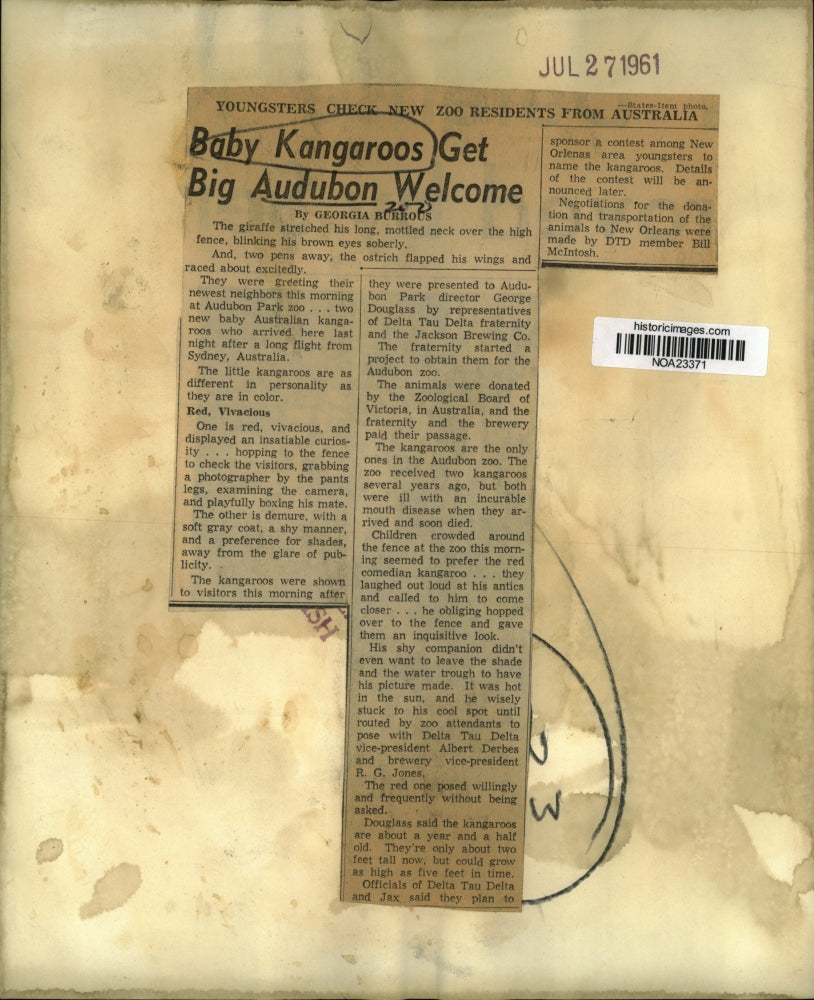 JUL 27 1961
—States-Item photo.
YOUNGSTERS CHECK NEW ZOO RESIDENTS FROM AUSTRALIA
Baby Kangaroos Get
Big Audubon Welcome
zoo
By GEORGIA BURROUS
The giraffe stretched his long, mottled neck over the high
fence, blinking his brown eyes soberly.
And, two pens away, the ostrich flapped his wings and
raced about excitedly.
They were greeting their
newest neighbors this morning
at Audubon Park zoo . . . two
new baby Australian kanga-
roos who arrived here last
night after a long flight from
Sydney, Australia.
The little kangaroos are as
different in personality as
they are in color.
Red, Vivacious
One is red, vivacious, and
displayed an insatiable curios-
ity . . . hopping to the fence
to check the visitors, grabbing
a photographer by the pants
legs, examining the camera,
and playfully boxing his mate.
The other is demure, with a
soft gray coat, a shy manner,
and a preference for shades,
away from the glare of pub-
licity.
The kangaroos were shown
to visitors this morning after
they were presented to Audu-
bon Park director George
Douglass by representatives
of Delta Tau Delta fraternity
and the Jackson Brewing Co.
The fraternity started a
project to obtain them for the
Audubon zoo.
The animals were donated
by the Zoological Board of
Victoria, in Australia, and the
fraternity and the brewery
paid their passage.
The kangaroos are the only
ones in the Audubon zoo. The
zoo received two kangaroos
several years ago, but both
were ill with an incurable
mouth disease when they ar-
rived and soon died.
Children crowded around
the fence at the zoo this morn-
ing seemed to prefer the red
comedian kangaroo . . . they
laughed out loud at his antics
and called to him to come
closer . . . he obliging hopped
over to the fence and gave
them an inquisitive look.
His shy companion didn't
even want to leave the shade
and the water trough to have
his picture made. It was hot
in the sun, and he wisely
stuck to his cool spot until
routed by zoo attendants to
pose with Delta Tau Delta
vice-president Albert Derbes
and brewery vice-president
R. G. Jones.
The red one posed willingly
and frequently without being
asked.
Douglass said the kangaroos
are about a year and a half
old. They're only about two
feet tall now, but could grow
as high as five feet in time.
Officials of Delta Tau Delta
and Jax said they plan to
sponsor a contest among New
Orlenas area youngsters to
name the kangaroos. Details
of the contest will be an-
nounced later.
Negotiations for the dona-
tion and transportation of the
animals to New Orleans were
made by DTD member Bill
McIntosh.
historicimages.com
NOA23371